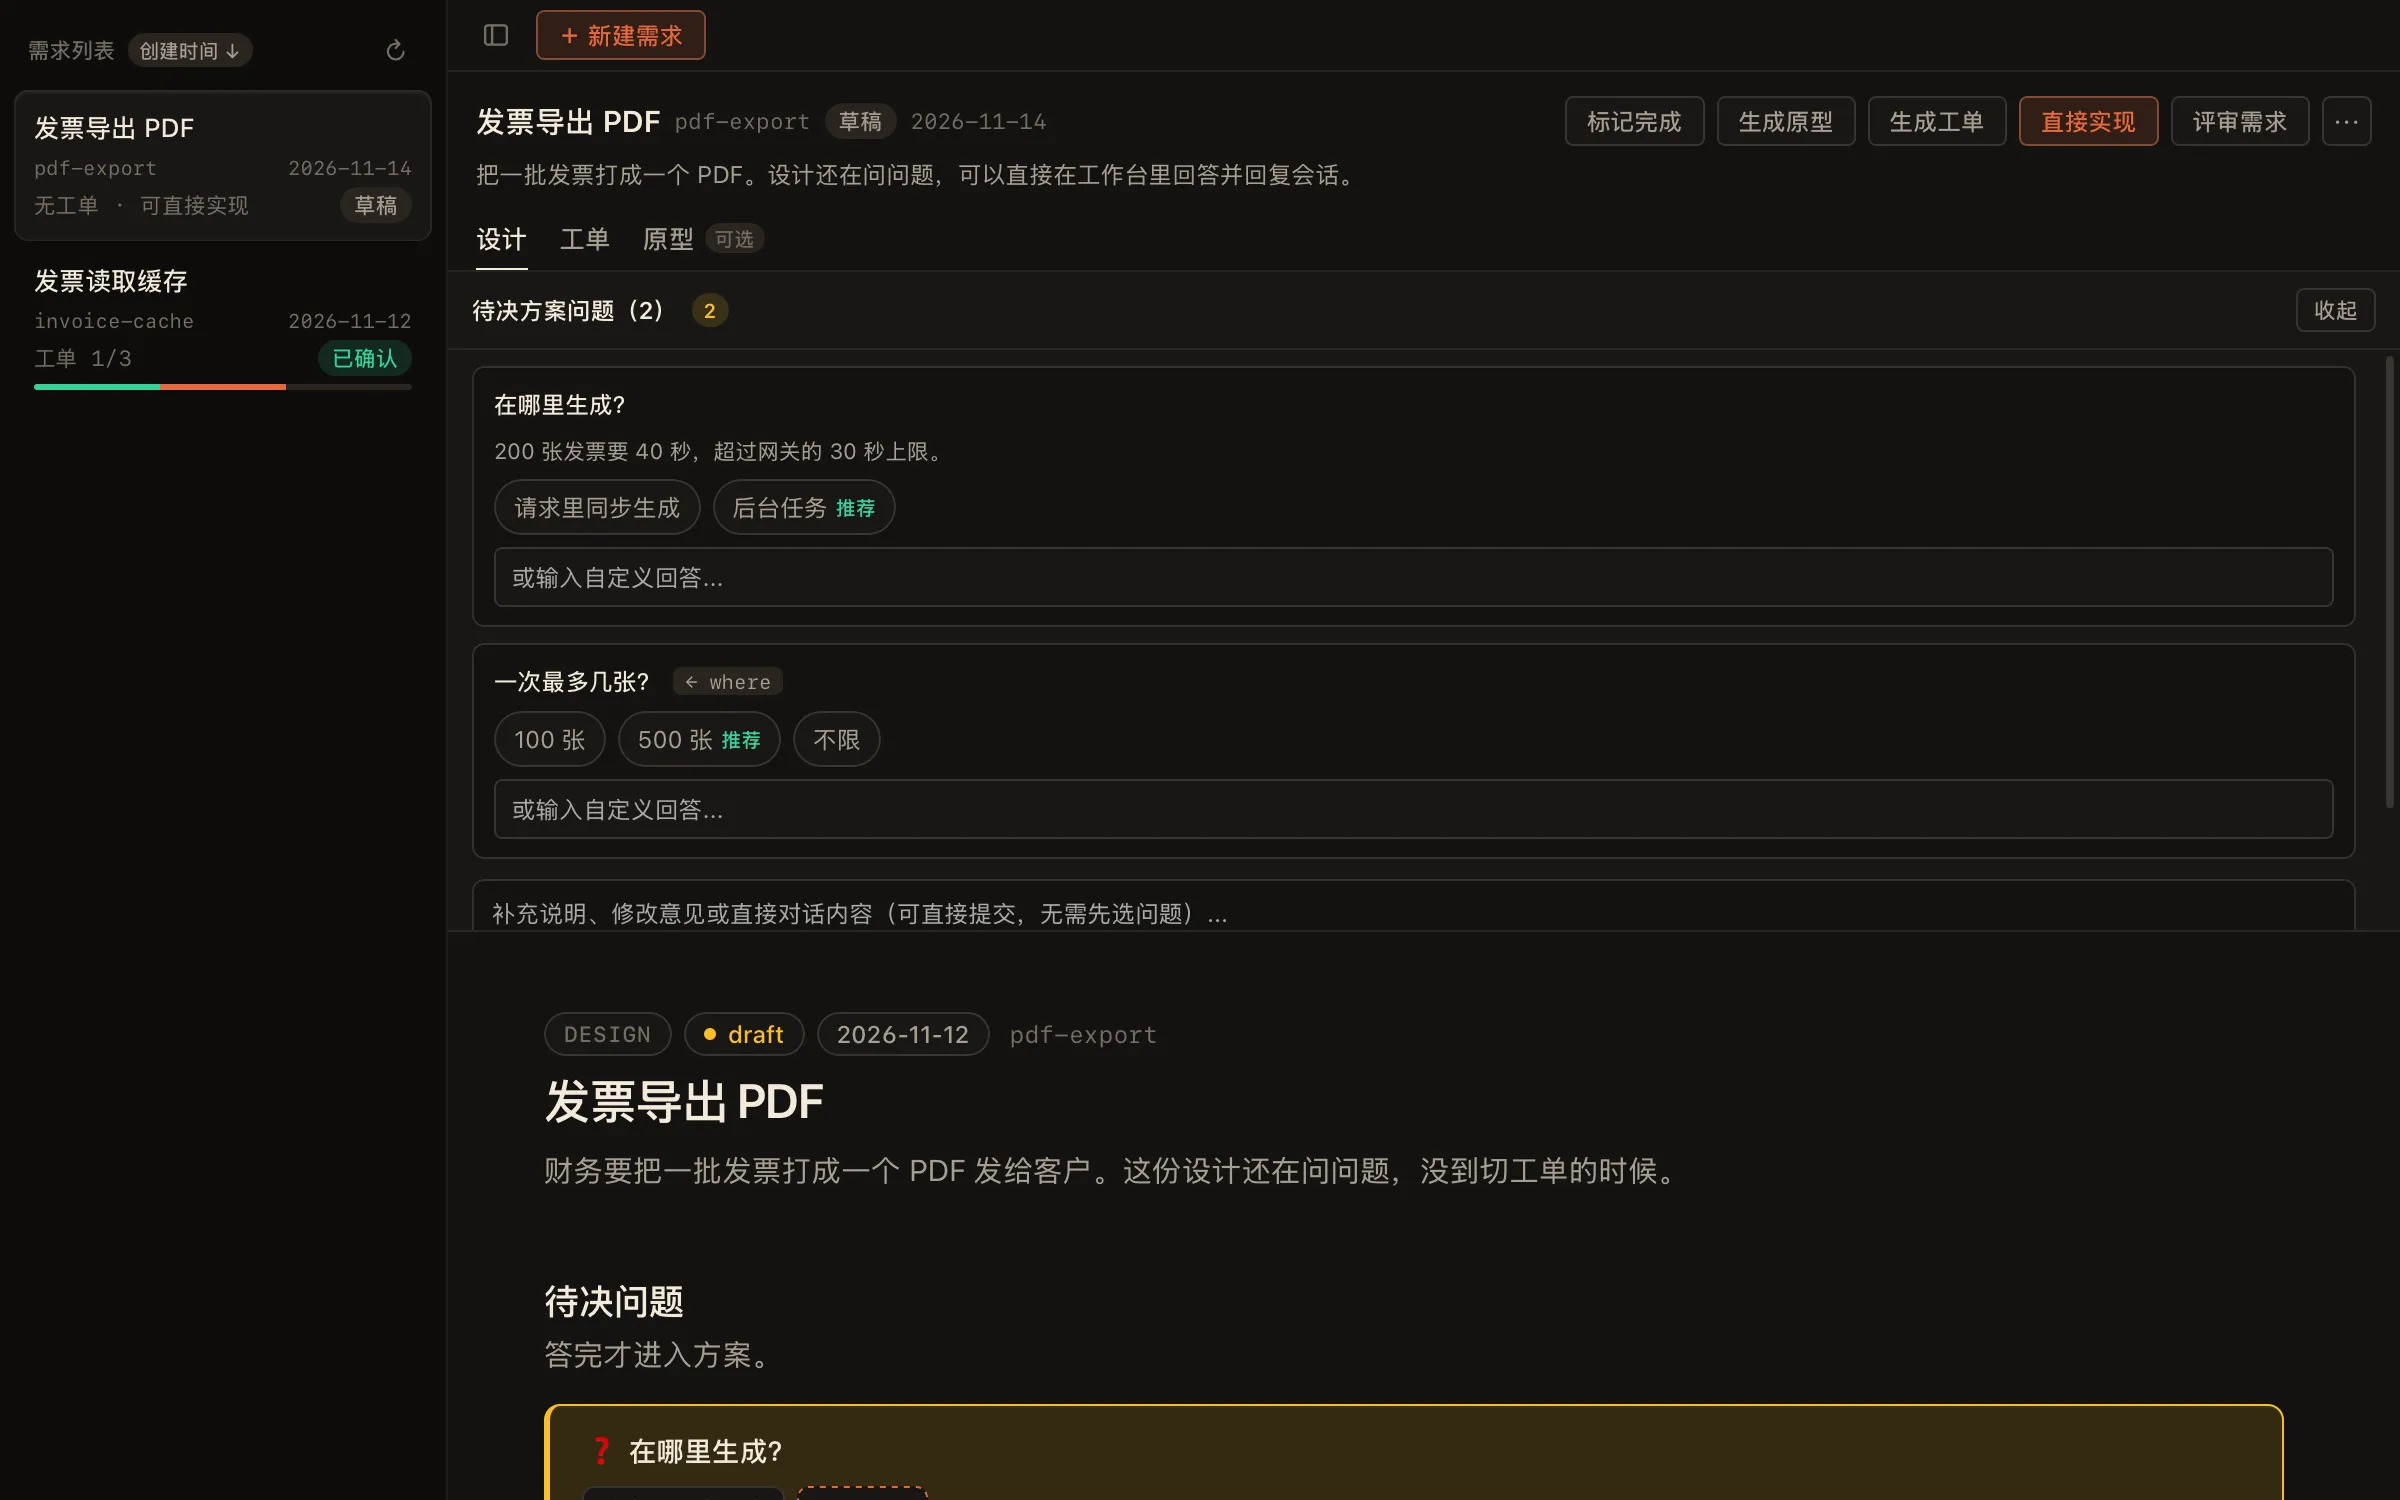 需求列表 创建时间 ↓
发票导出 PDF
pdf-export 2026-11-14
无工单 · 可直接实现 草稿
发票读取缓存
invoice-cache 2026-11-12
工单 1/3 已确认
+ 新建需求
发票导出 PDF pdf-export 草稿 2026-11-14
标记完成 生成原型 生成工单 直接实现 评审需求 ···
把一批发票打成一个 PDF。设计还在问问题，可以直接在工作台里回答并回复会话。
设计 工单 原型 可选
待决方案问题（2） 2 收起
在哪里生成?
200 张发票要 40 秒，超过网关的 30 秒上限。
请求里同步生成 后台任务 推荐
或输入自定义回答...
一次最多几张? ← where
100 张 500 张 推荐 不限
或输入自定义回答...
补充说明、修改意见或直接对话内容（可直接提交，无需先选问题）...
DESIGN draft 2026-11-12 pdf-export
发票导出 PDF
财务要把一批发票打成一个 PDF 发给客户。这份设计还在问问题，没到切工单的时候。
待决问题
答完才进入方案。
❓ 在哪里生成?